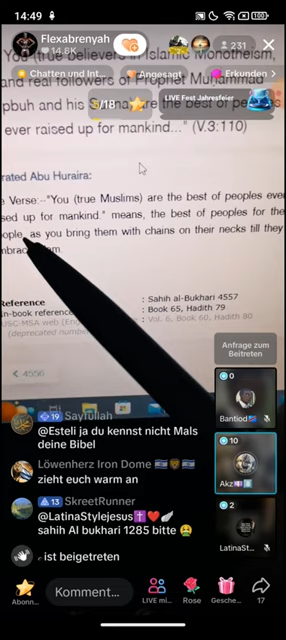 14:49
Flexabrenyah
14.8K
231
Chatten und Int...
Angesagt
Erkunden
/18
LIVE Fest Jahresfeier
You (true believers in Islamic Monotheism,
and real followers of Prophet Muhammad
pbuh and his Sunna) are the best of peoples
ever raised up for mankind..." (V.3:110)
rated Abu Huraira:
e Verse:--"You (true Muslims) are the best of peoples ever
sed up for mankind." means, the best of peoples for the
ople, as you bring them with chains on their necks till they
mbrace
Reference : Sahih al-Bukhari 4557
In-book reference : Book 65, Hadith 79
USC-MSA web (Eng : Vol. 6, Book 60, Hadith 80
(deprecated number
4556
Anfrage zum
Beitreten
0
Bantiod
10
Akz
2
LatinaSt...
19 Sayfullah
@Esteli ja du kennst nicht Mals
deine Bibel
Löwenherz Iron Dome
zieht euch warm an
13 SkreetRunner
@LatinaStylejesus
sahih Al bukhari 1285 bitte
ist beigetreten
Abonn...
Kommentar...
LIVE mi...
Rose
Gesche...
17